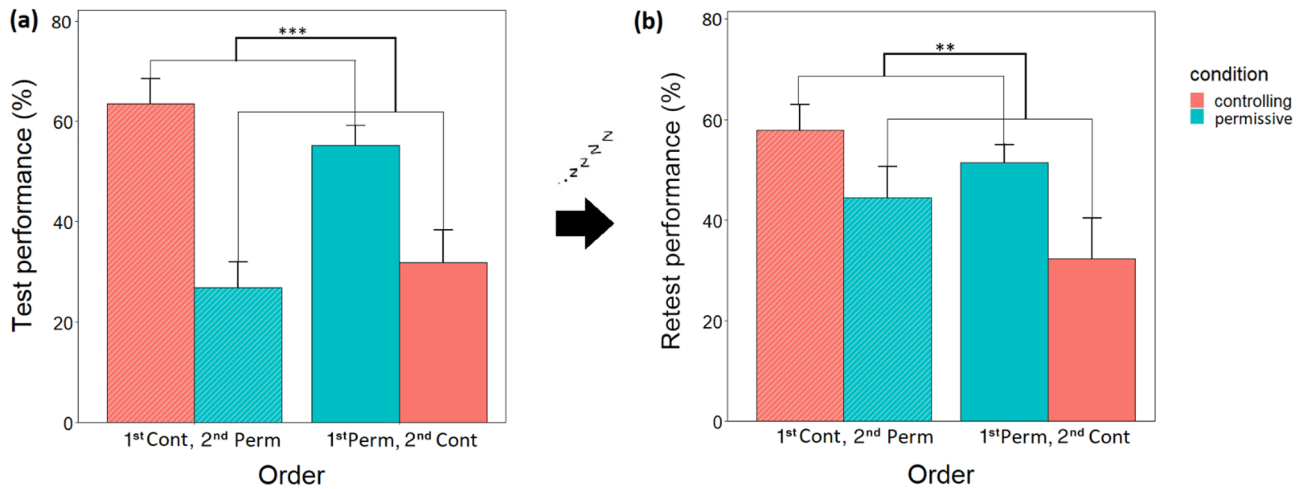 (a)
80
60
40
20
0
Test performance (%)
***
1st Cont, 2nd Perm
1st Perm, 2nd Cont
Order
..z z z z z
(b)
80
60
40
20
0
Retest performance (%)
**
1st Cont, 2nd Perm
1st Perm, 2nd Cont
Order
condition
controlling
permissive